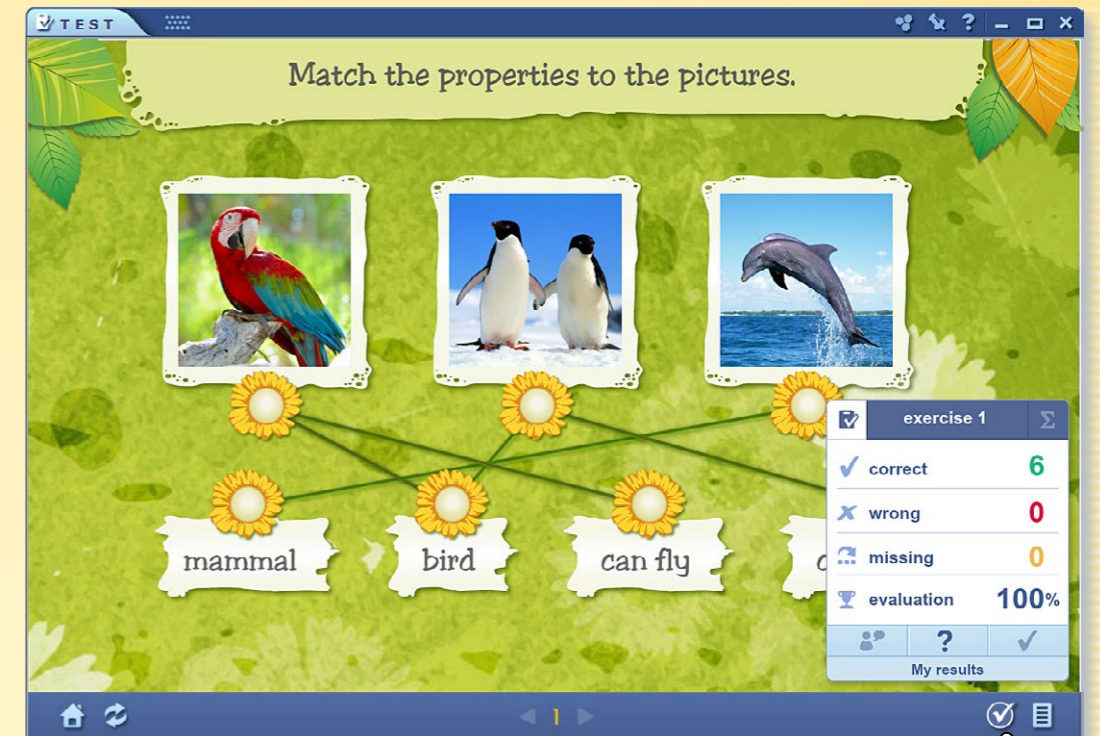 TEST
?
Match the properties to the pictures.
exercise 1
Σ
correct 6
wrong 0
missing 0
evaluation 100%
mammal
bird
can fly
?
My results
1